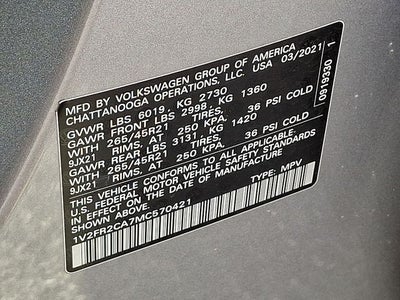 MFD BY VOLKSWAGEN GROUP OF AMERICA
CHATTANOOGA OPERATIONS, LLC. USA 03/2021
GVWR LBS 6019, KG 2730
GAWR FRONT LBS 2998, KG 1360
WITH 265/45R21 TIRES,
9JX21 RIMS, AT 250 KPA, 36 PSI COLD
GAWR REAR LBS 3131 KG 1420
WITH 265/45R21 TIRES,
9JX21 RIMS, AT 250 KPA, 36 PSI COLD
THIS VEHICLE CONFORMS TO ALL APPLICABLE
U.S. FEDERAL MOTOR VEHICLE SAFETY STANDARDS
IN EFFECT ON THE DATE OF MANUFACTURE
SHOWN ABOVE. TYPE: MPV
1V2FR2CA7MC570421
0919330 1